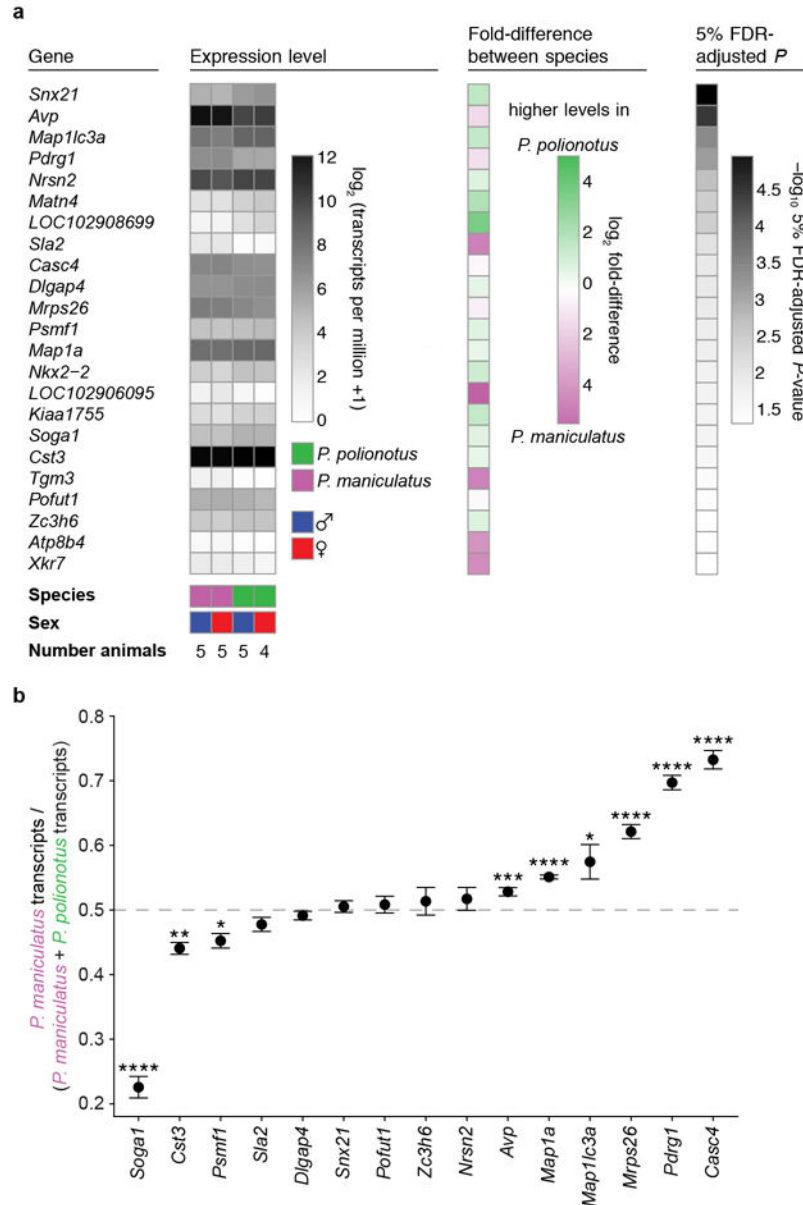 a
Gene
Expression level
Fold-difference
between species
5% FDR-
adjusted P
Snx21
Avp
Map1lc3a
Pdrg1
Nrsn2
Matn4
LOC102908699
Sla2
Casc4
Dlgap4
Mrps26
Psmf1
Map1a
Nkx2-2
LOC102906095
Kiaa1755
Soga1
Cst3
Tgm3
Pofut1
Zc3h6
Atp8b4
Xkr7
12
10
8
6
4
2
0
log2 (transcripts per million +1)
P. polionotus
P. maniculatus
♂
♀
higher levels in
P. polionotus
4
2
0
2
4
log2 fold-difference
P. maniculatus
4.5
4
3.5
3
2.5
2
1.5
−log10 5% FDR-adjusted P-value
Species
Sex
Number animals 5 5 5 4
b
P. maniculatus transcripts /
(P. maniculatus + P. polionotus transcripts)
0.8
0.7
0.6
0.5
0.4
0.3
0.2
****
**
*
***
****
*
****
****
****
Soga1
Cst3
Psmf1
Sla2
Dlgap4
Snx21
Pofut1
Zc3h6
Nrsn2
Avp
Map1a
Map1lc3a
Mrps26
Pdrg1
Casc4